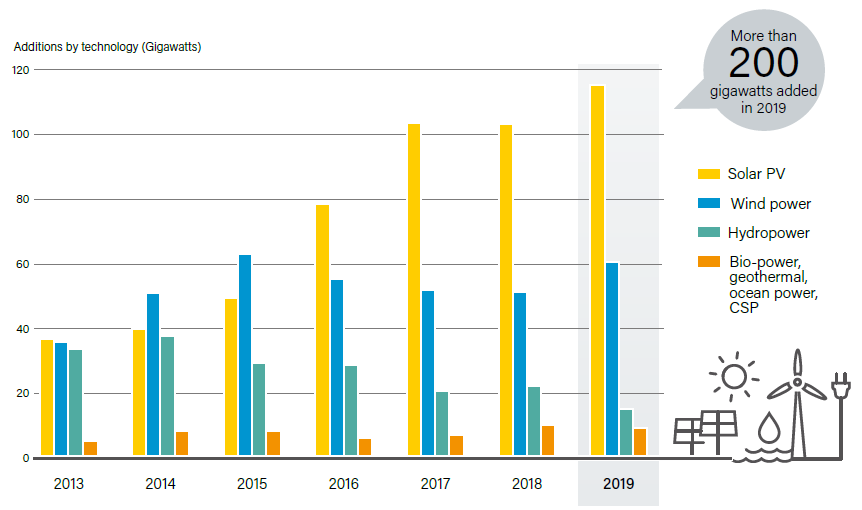 Additions by technology (Gigawatts)
More than
200
gigawatts added
in 2019
120
100
80
60
40
20
0
Solar PV
Wind power
Hydropower
Bio-power,
geothermal,
ocean power,
CSP
2013 2014 2015 2016 2017 2018 2019